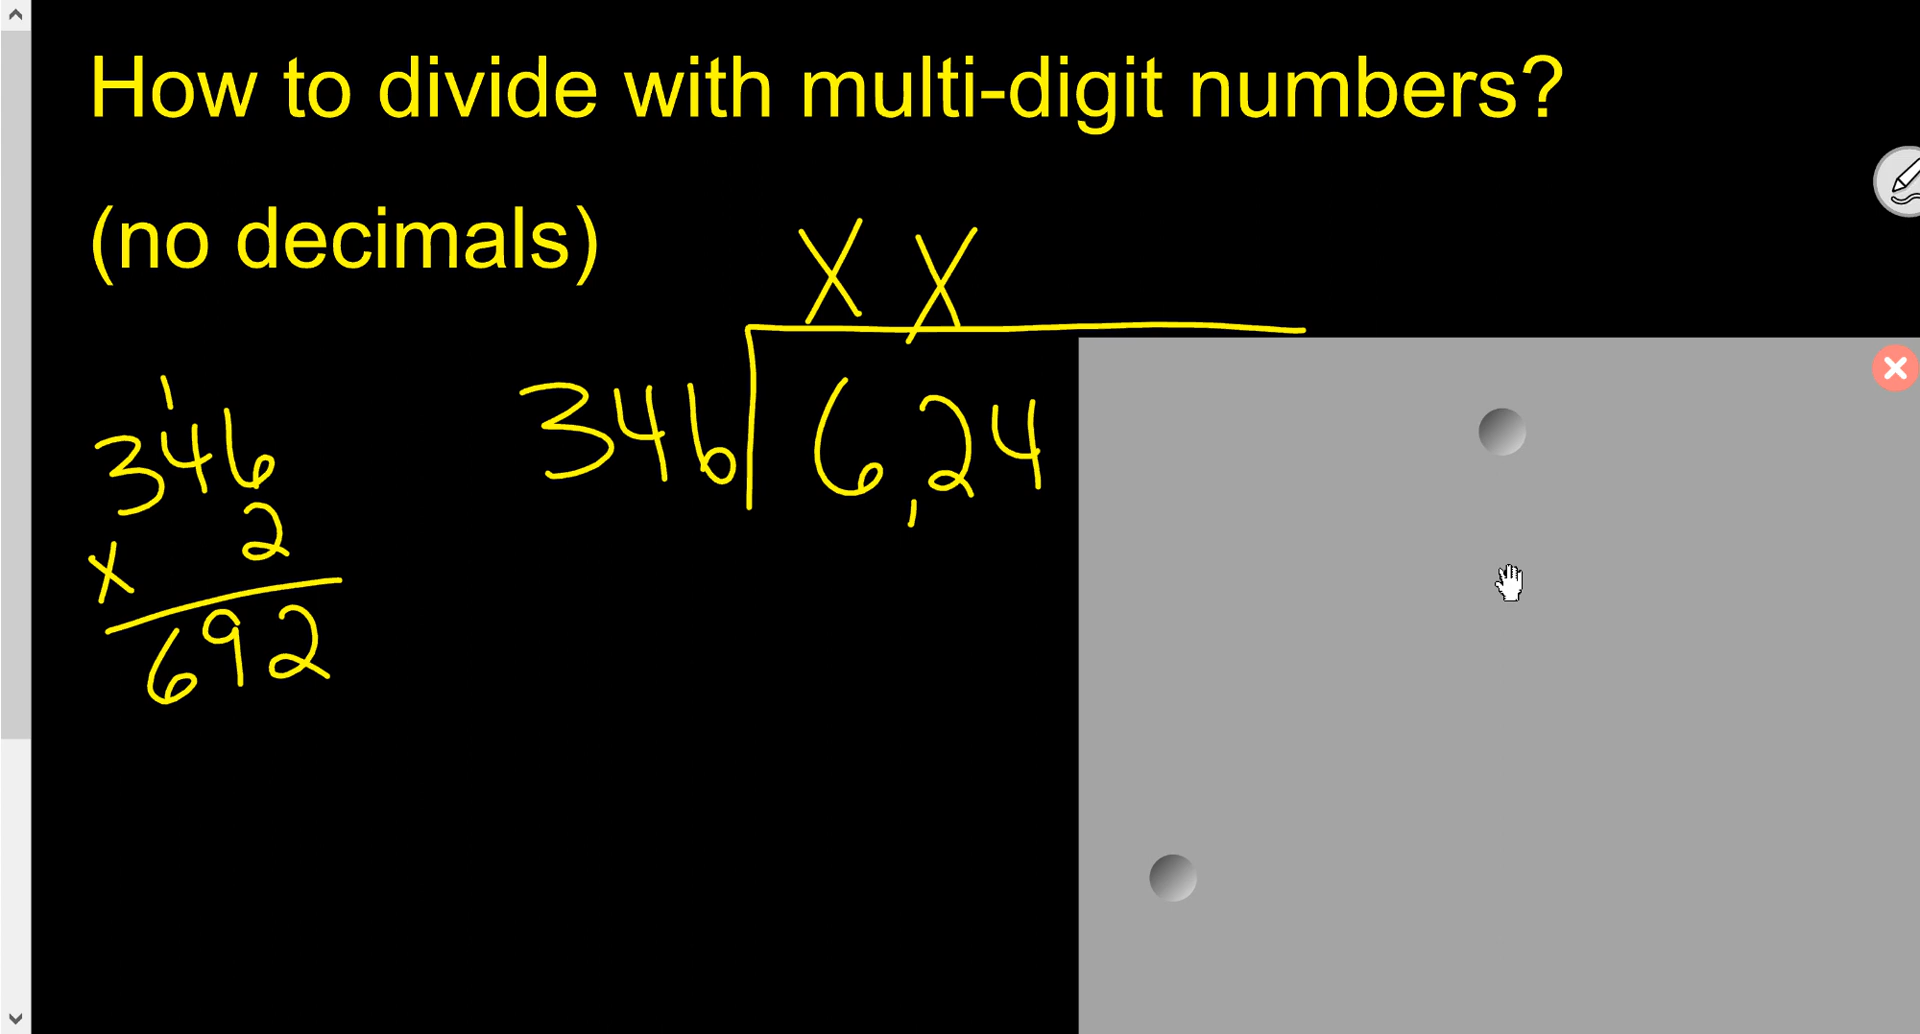 How to divide with multi-digit numbers?
(no decimals)
X X
346 6,24
1
346
x 2
692